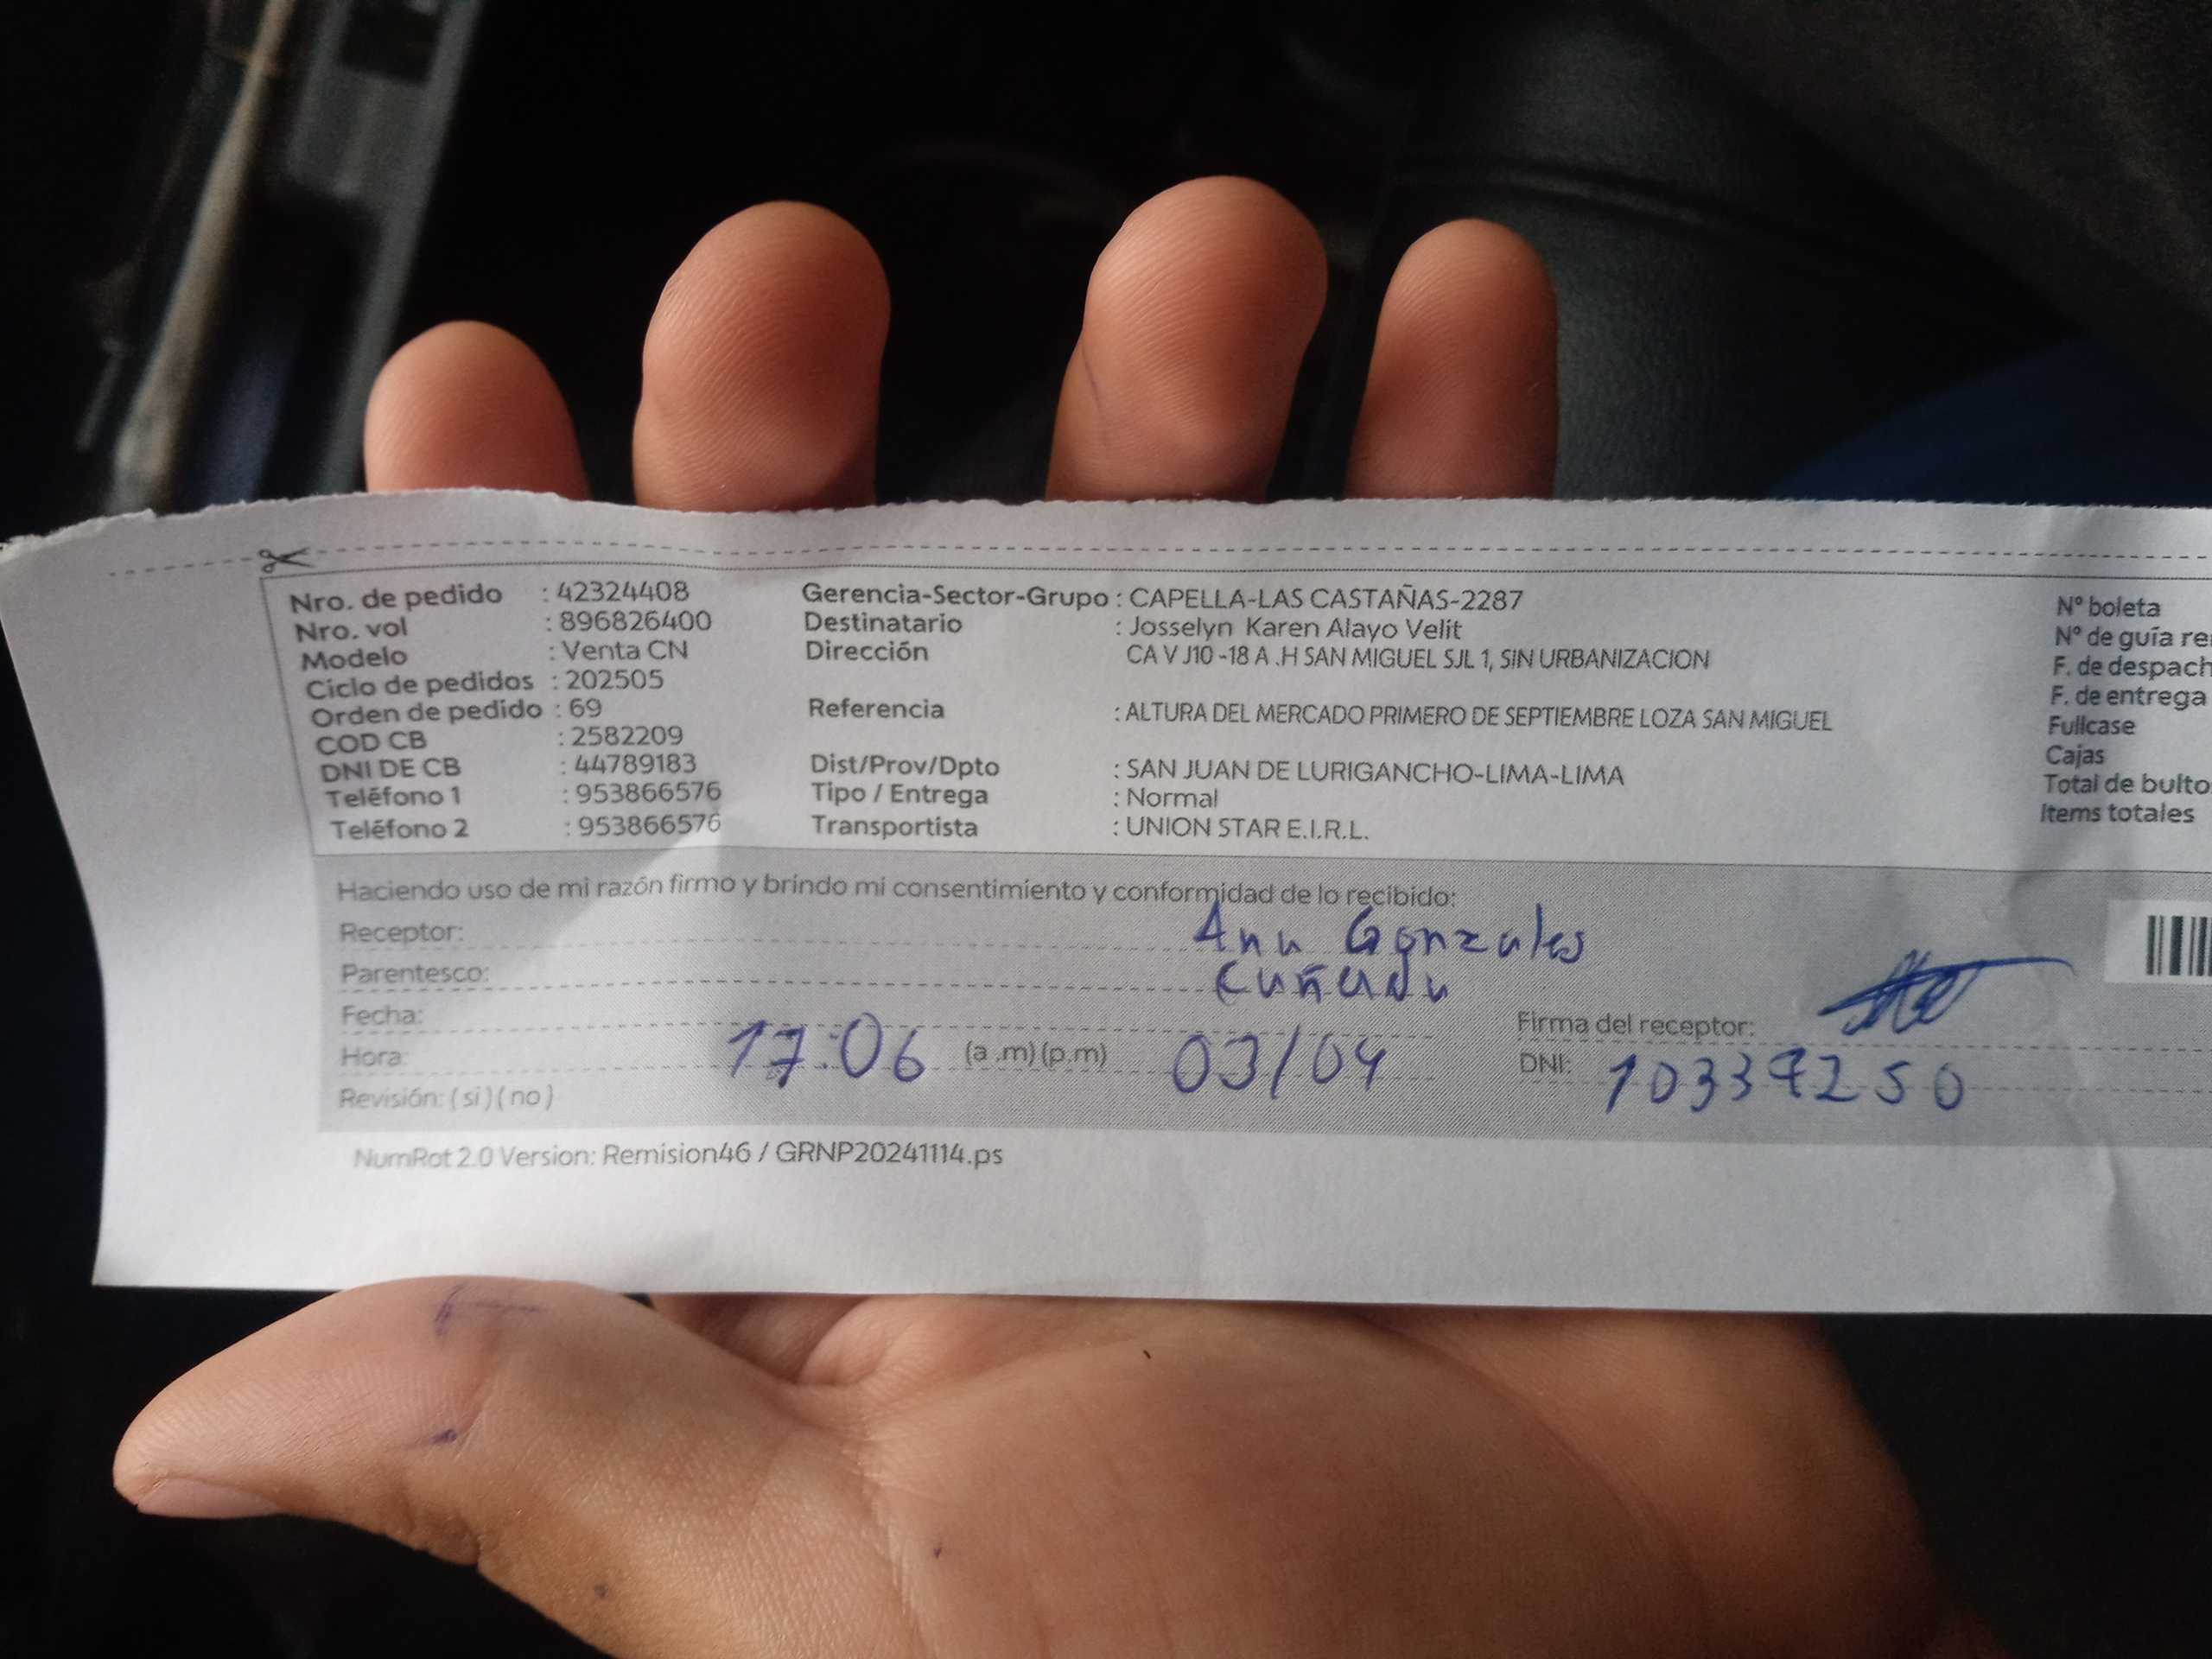 Nro. de pedido : 42324408
Nro. vol : 896826400
Modelo : Venta CN
Ciclo de pedidos : 202505
Orden de pedido : 69
COD CB : 2582209
DNI DE CB : 44789183
Teléfono 1 : 953866576
Teléfono 2 : 953866576
Gerencia-Sector-Grupo : CAPELLA-LAS CASTAÑAS-2287
Destinatario : Josselyn Karen Alayo Velit
Dirección CA V J10 -18 A .H SAN MIGUEL SJL 1, SIN URBANIZACION
Referencia : ALTURA DEL MERCADO PRIMERO DE SEPTIEMBRE LOZA SAN MIGUEL
Dist/Prov/Dpto : SAN JUAN DE LURIGANCHO-LIMA-LIMA
Tipo / Entrega : Normal
Transportista : UNION STAR E.I.R.L.
Nº boleta
Nº de guía re
F. de despach
F. de entrega
Fullcase
Cajas
Total de bulto
Items totales
Haciendo uso de mi razón firmo y brindo mi consentimiento y conformidad de lo recibido:
Receptor: Ana Gonzales
Parentesco: Cuñada
Fecha:
Hora: 17:06 (a .m) (p.m) 03/04
Revisión: ( si ) ( no )
Firma del receptor:
DNI: 10339250
NumRot 2.0 Version: Remision46 / GRNP20241114.ps